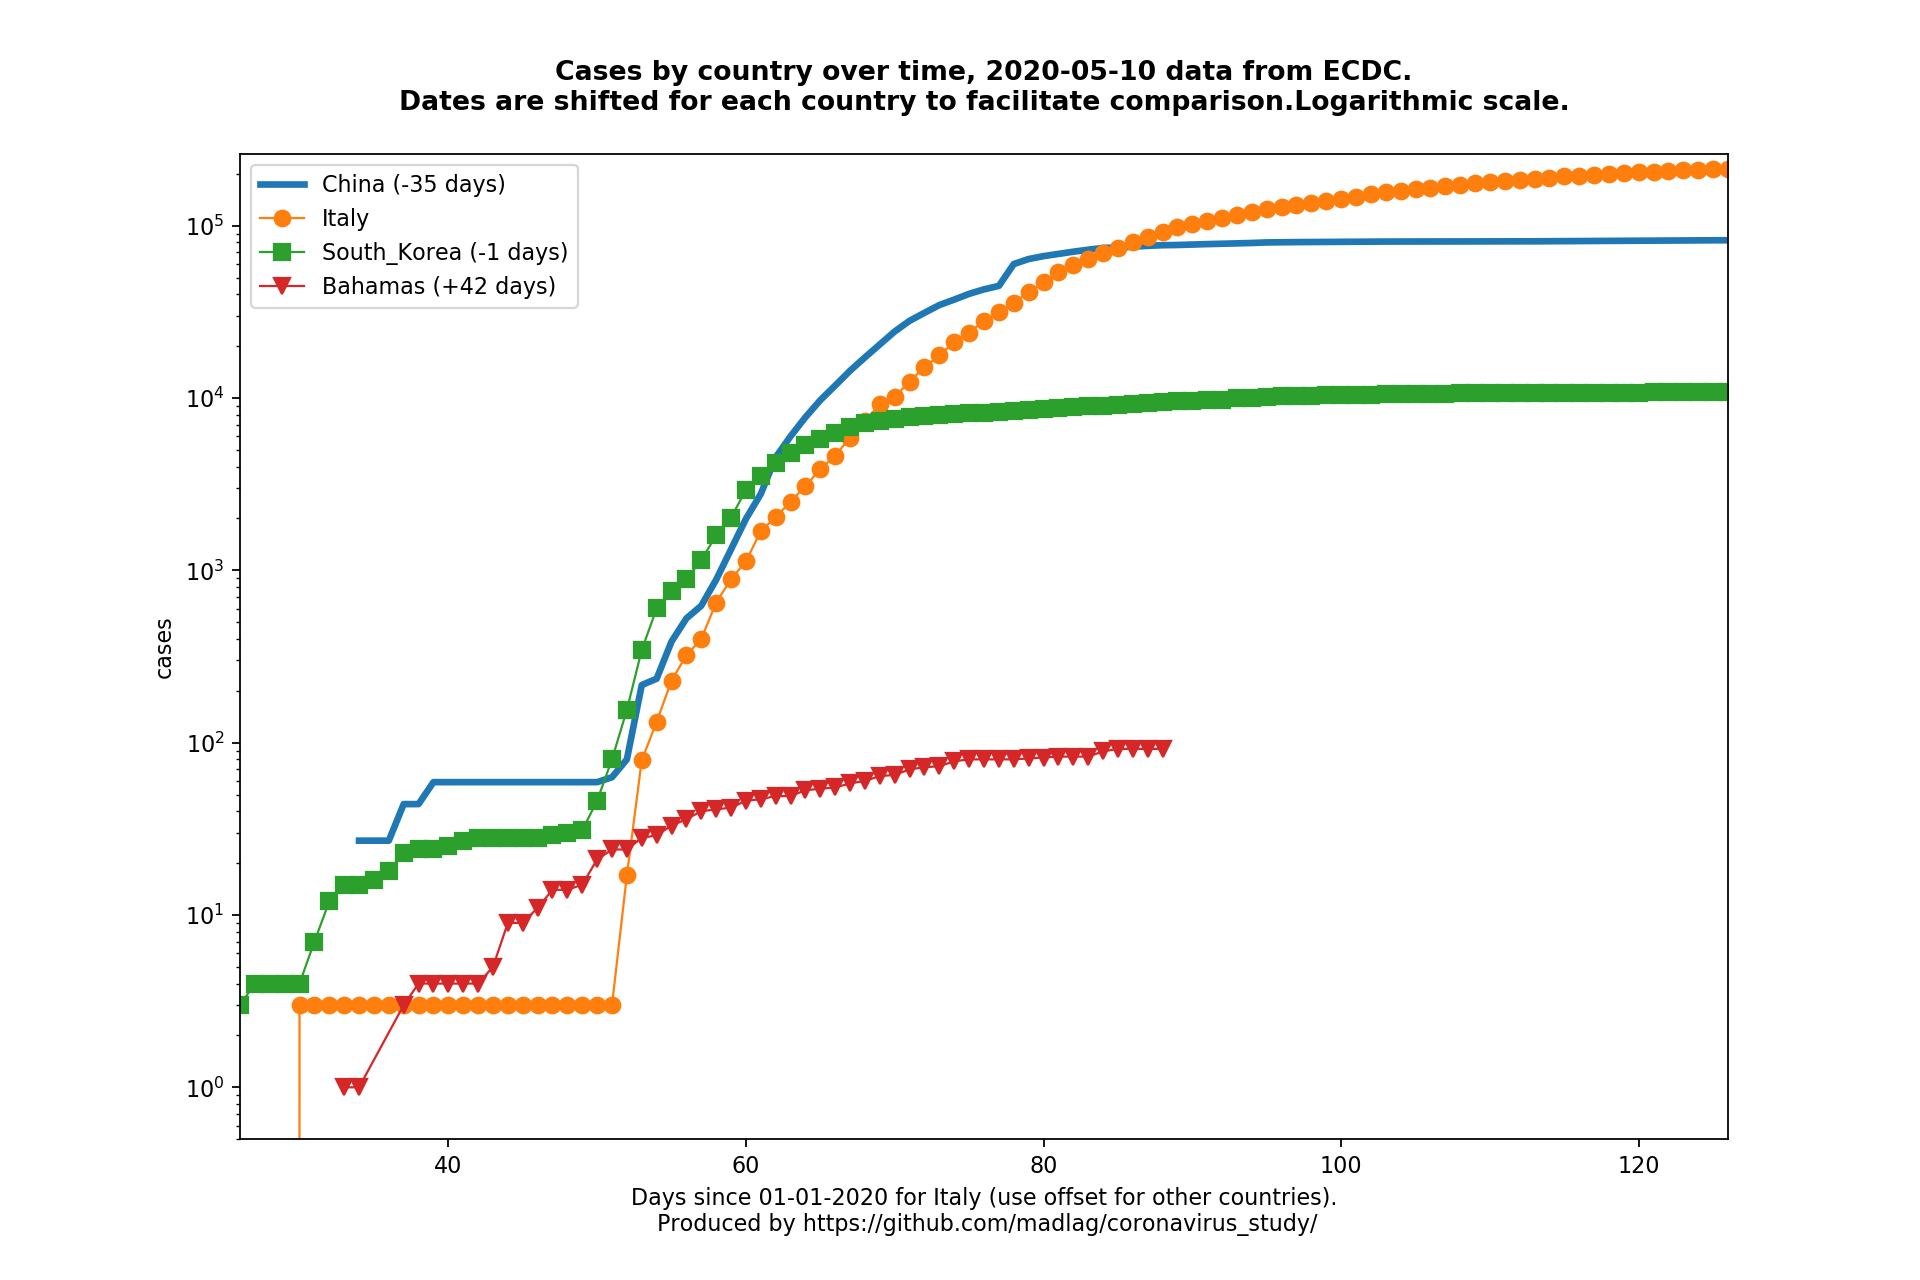 Cases by country over time, 2020-05-10 data from ECDC.
Dates are shifted for each country to facilitate comparison.Logarithmic scale.
China (-35 days)
Italy
South_Korea (-1 days)
Bahamas (+42 days)
10^5
10^4
10^3
10^2
10^1
10^0
cases
40 60 80 100 120
Days since 01-01-2020 for Italy (use offset for other countries).
Produced by https://github.com/madlag/coronavirus_study/